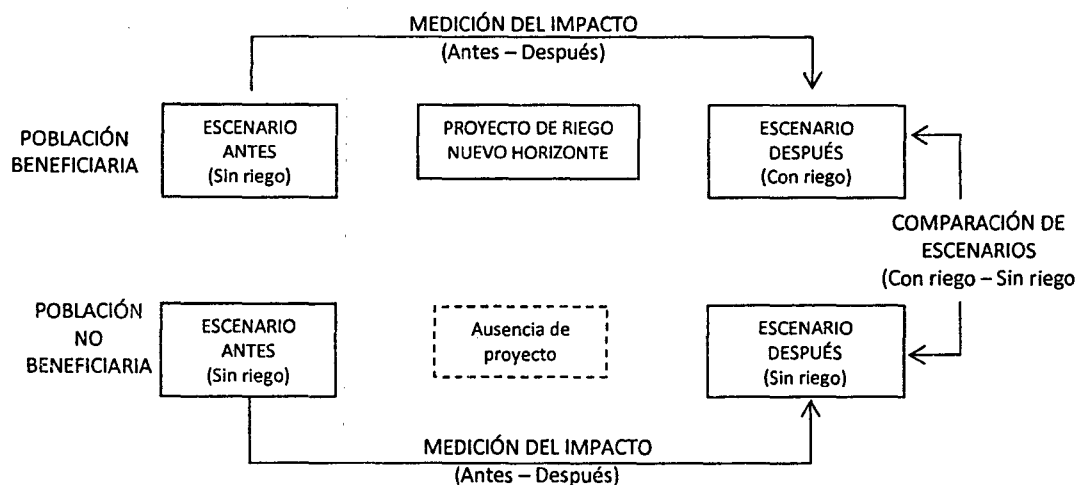 MEDICIÓN DEL IMPACTO
(Antes – Después)
POBLACIÓN
BENEFICIARIA
ESCENARIO
ANTES
(Sin riego)
PROYECTO DE RIEGO
NUEVO HORIZONTE
ESCENARIO
DESPUÉS
(Con riego)
COMPARACIÓN DE
ESCENARIOS
(Con riego – Sin riego
POBLACIÓN
NO
BENEFICIARIA
ESCENARIO
ANTES
(Sin riego)
Ausencia de
proyecto
ESCENARIO
DESPUÉS
(Sin riego)
MEDICIÓN DEL IMPACTO
(Antes – Después)